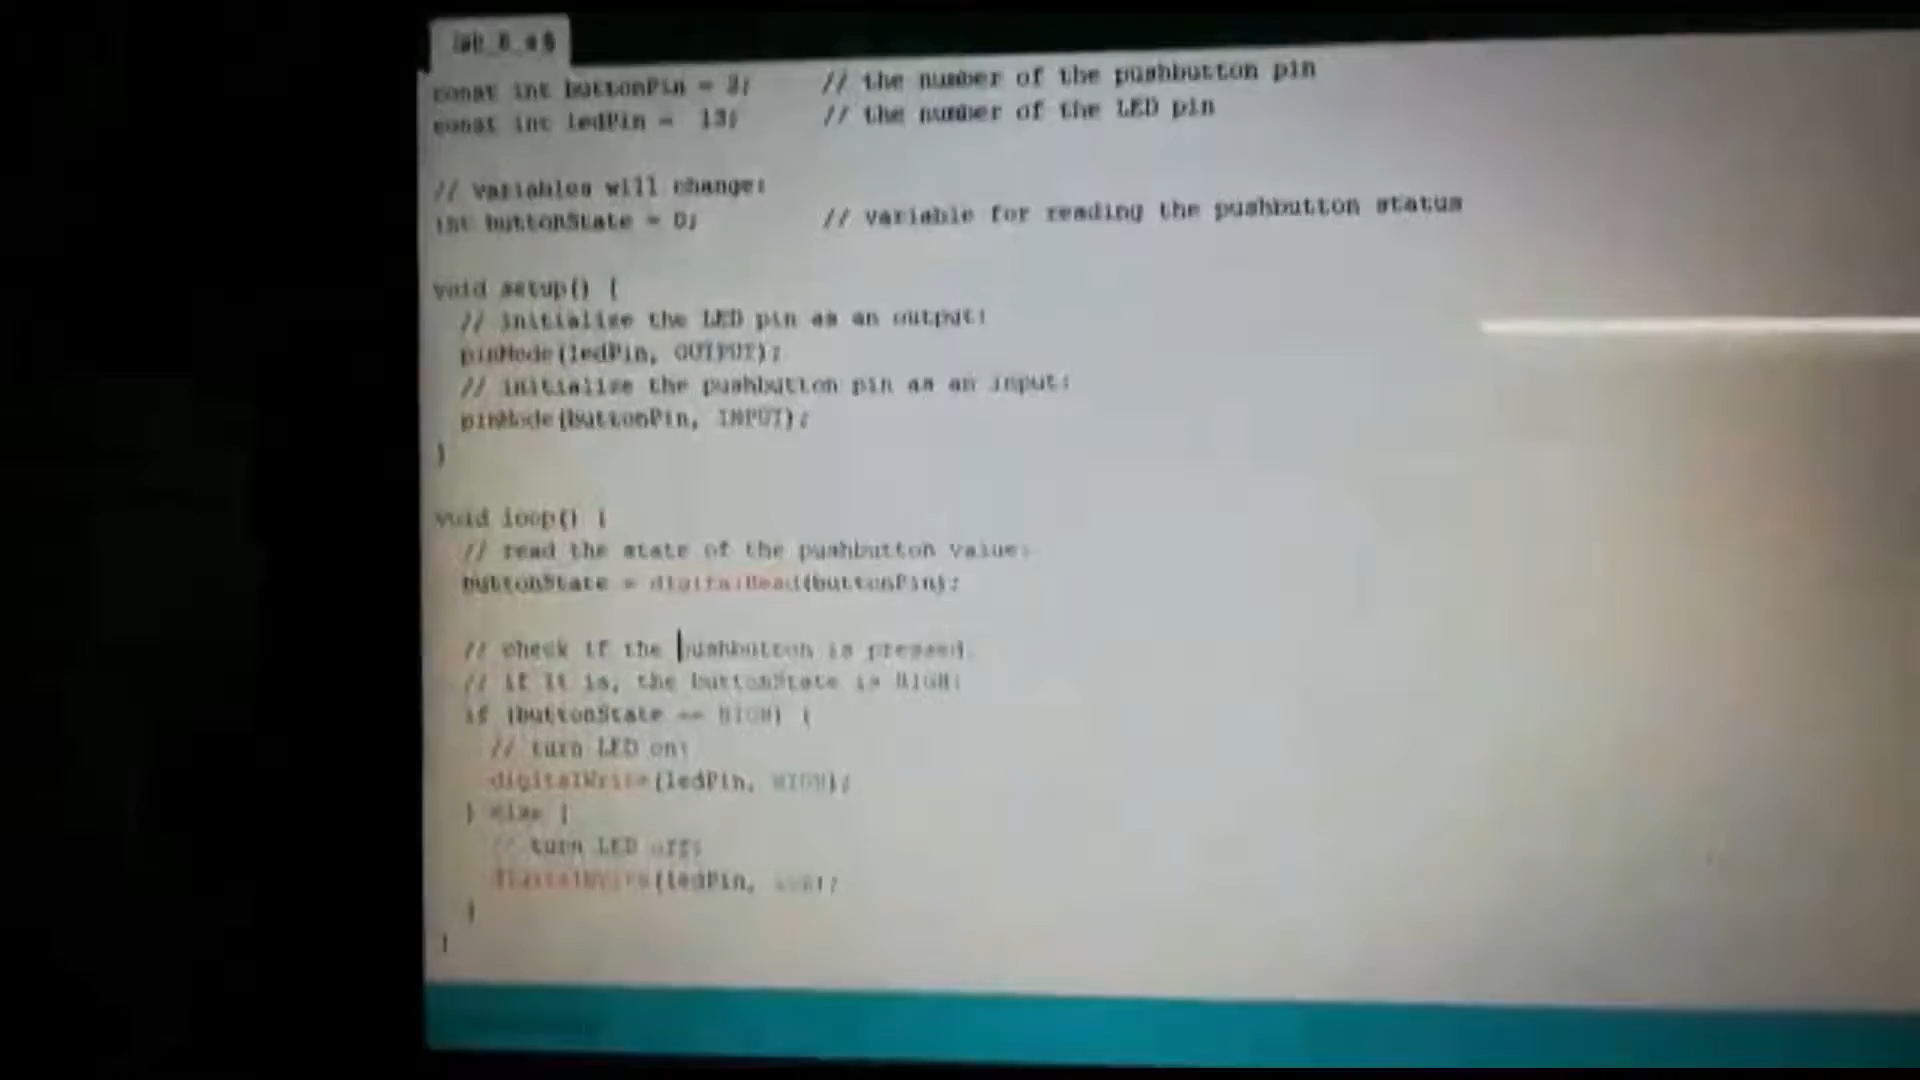 const int buttonPin = 2;     // the number of the pushbutton pin
const int ledPin =  13;      // the number of the LED pin
// variables will change:
int buttonState = 0;         // variable for reading the pushbutton status
void setup() {
// initialize the LED pin as an output:
pinMode(ledPin, OUTPUT);
// initialize the pushbutton pin as an input:
pinMode(buttonPin, INPUT);
}
void loop() {
// read the state of the pushbutton value:
buttonState = digitalRead(buttonPin);
// check if the pushbutton is pressed.
// if it is, the buttonState is HIGH:
if (buttonState == HIGH) {
// turn LED on:
digitalWrite(ledPin, HIGH);
} else {
// turn LED off:
digitalWrite(ledPin, LOW);
}
}